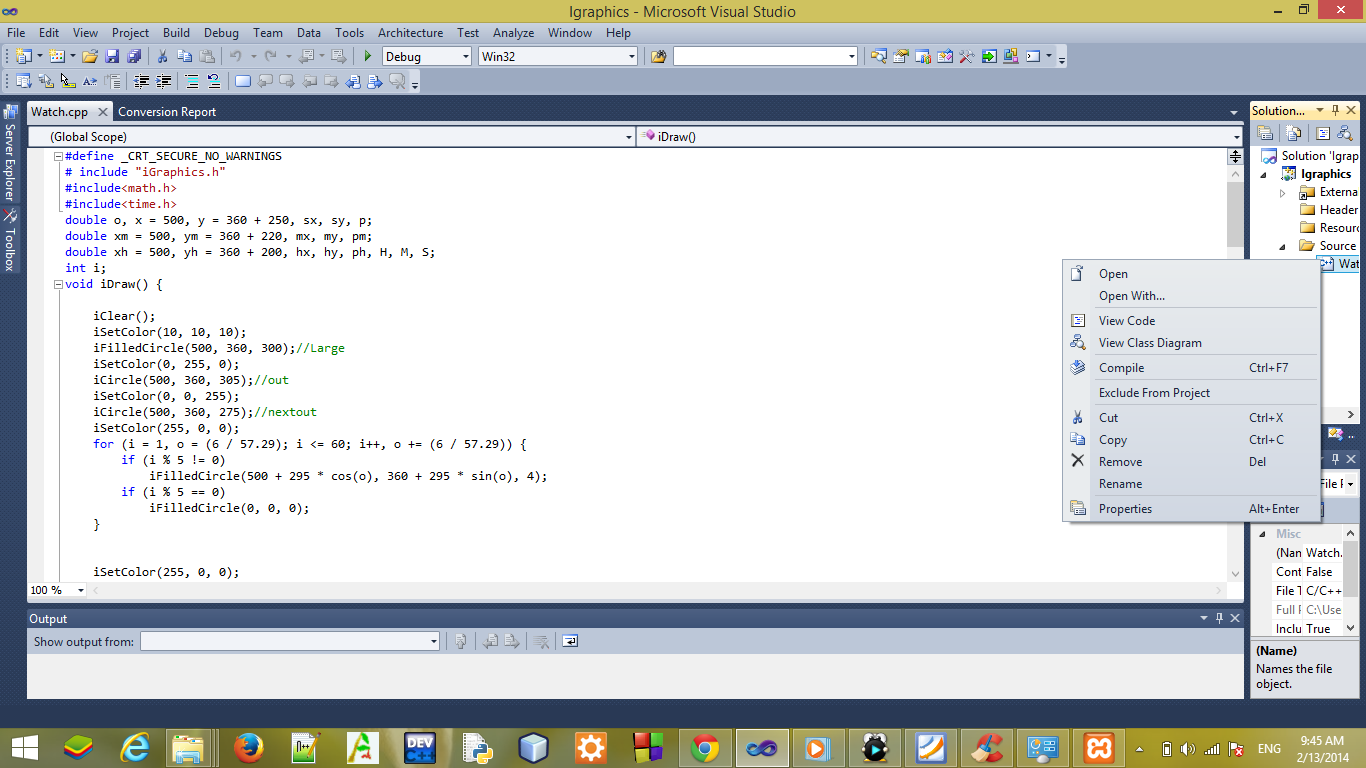 Igraphics - Microsoft Visual Studio
File Edit View Project Build Debug Team Data Tools Architecture Test Analyze Window Help
Debug Win32
Server Explorer
Toolbox
Watch.cpp Conversion Report
(Global Scope) iDraw()
#define _CRT_SECURE_NO_WARNINGS
# include "iGraphics.h"
#include<math.h>
#include<time.h>
double o, x = 500, y = 360 + 250, sx, sy, p;
double xm = 500, ym = 360 + 220, mx, my, pm;
double xh = 500, yh = 360 + 200, hx, hy, ph, H, M, S;
int i;
void iDraw() {
iClear();
iSetColor(10, 10, 10);
iFilledCircle(500, 360, 300);//Large
iSetColor(0, 255, 0);
iCircle(500, 360, 305);//out
iSetColor(0, 0, 255);
iCircle(500, 360, 275);//nextout
iSetColor(255, 0, 0);
for (i = 1, o = (6 / 57.29); i <= 60; i++, o += (6 / 57.29)) {
if (i % 5 != 0)
iFilledCircle(500 + 295 * cos(o), 360 + 295 * sin(o), 4);
if (i % 5 == 0)
iFilledCircle(0, 0, 0);
}
iSetColor(255, 0, 0);
100 %
Output
Show output from:
Solution...
Solution 'Igrap
Igraphics
Externa
Header
Resour
Source
Wat
Open
Open With...
View Code
View Class Diagram
Compile Ctrl+F7
Exclude From Project
Cut Ctrl+X
Copy Ctrl+C
Remove Del
Rename
Properties Alt+Enter
File F
Misc
(Nan Watch.
Cont False
File T C/C++
Full F C:\Use
Inclu True
(Name)
Names the file
object.
DEV
C++
ENG
9:45 AM
2/13/2014